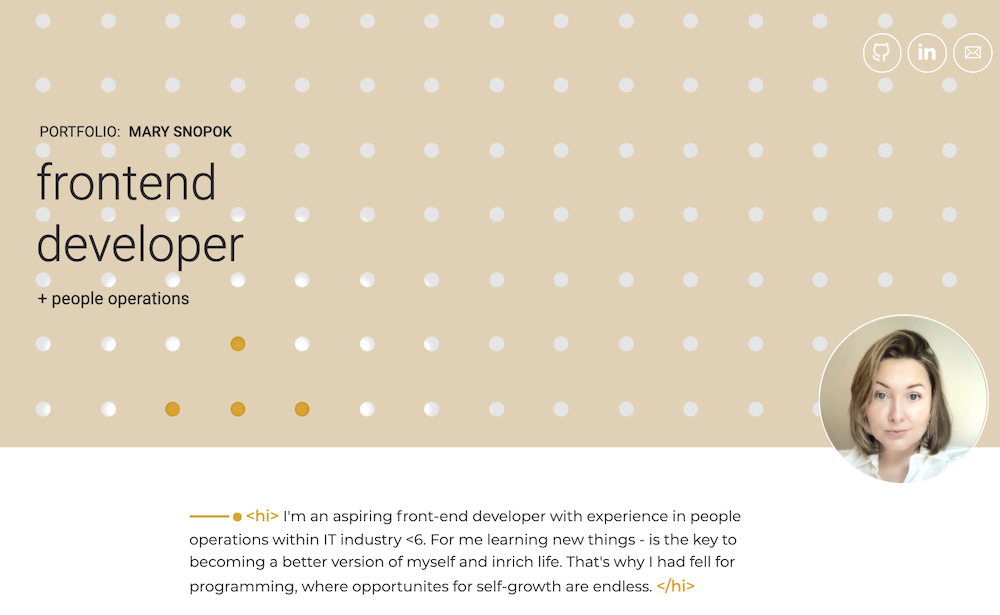 in
PORTFOLIO: MARY SNOPOK
frontend
developer
+ people operations
<hi> I'm an aspiring front-end developer with experience in people
operations within IT industry <6. For me learning new things - is the key to
becoming a better version of myself and inrich life. That's why I had fell for
programming, where opportunites for self-growth are endless. </hi>